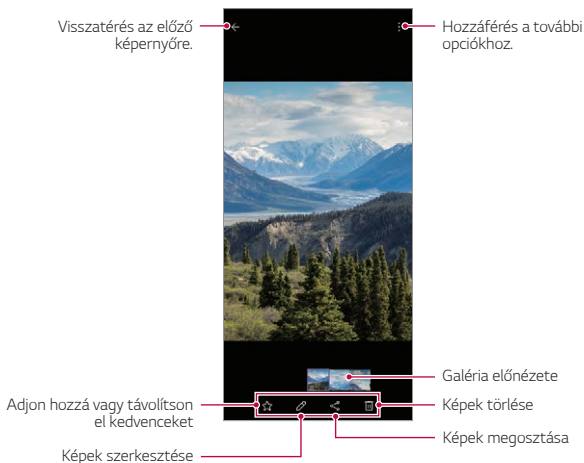 Visszatérés az előző
képernyőre.
Hozzáférés a további
opciókhoz.
Galéria előnézete
Adjon hozzá vagy távolítson
el kedvenceket
Képek törlése
Képek megosztása
Képek szerkesztése